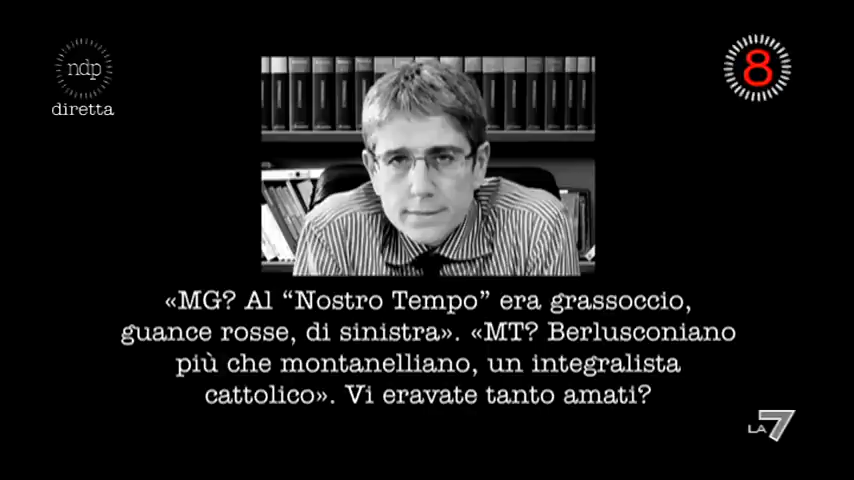 ndp
diretta
8
«MG? Al “Nostro Tempo” era grassoccio,
guance rosse, di sinistra». «MT? Berlusconiano
più che montanelliano, un integralista
cattolico». Vi eravate tanto amati?
LA7